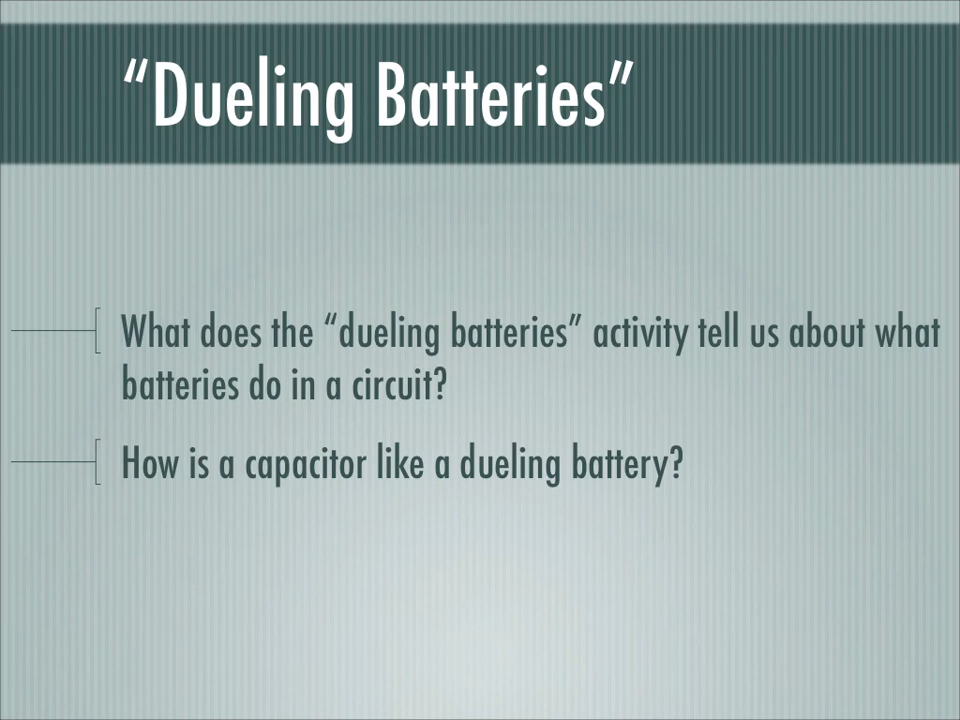 “Dueling Batteries”
What does the “dueling batteries” activity tell us about what
batteries do in a circuit?
How is a capacitor like a dueling battery?